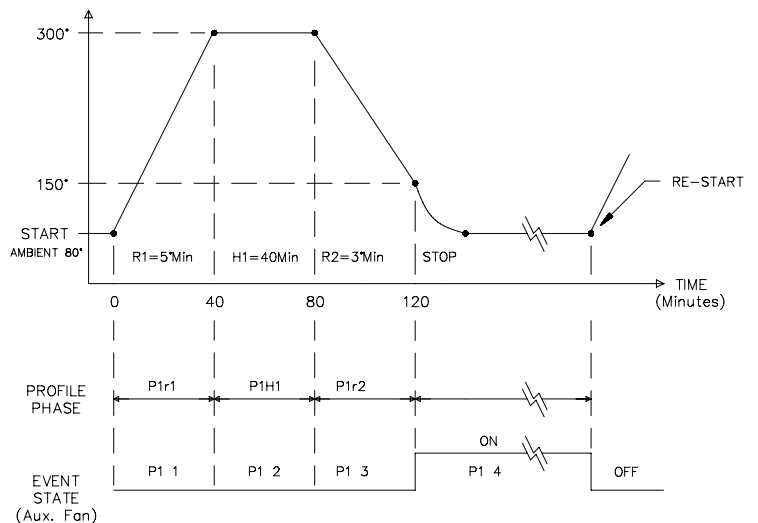 300°
150°
RE-START
START
AMBIENT 80°
R1=5°Min
H1=40Min
R2=3°Min
STOP
0
40
80
120
TIME
(Minutes)
PROFILE
PHASE
P1r1
P1H1
P1r2
ON
EVENT
STATE
(Aux. Fan)
P1 1
P1 2
P1 3
P1 4
OFF